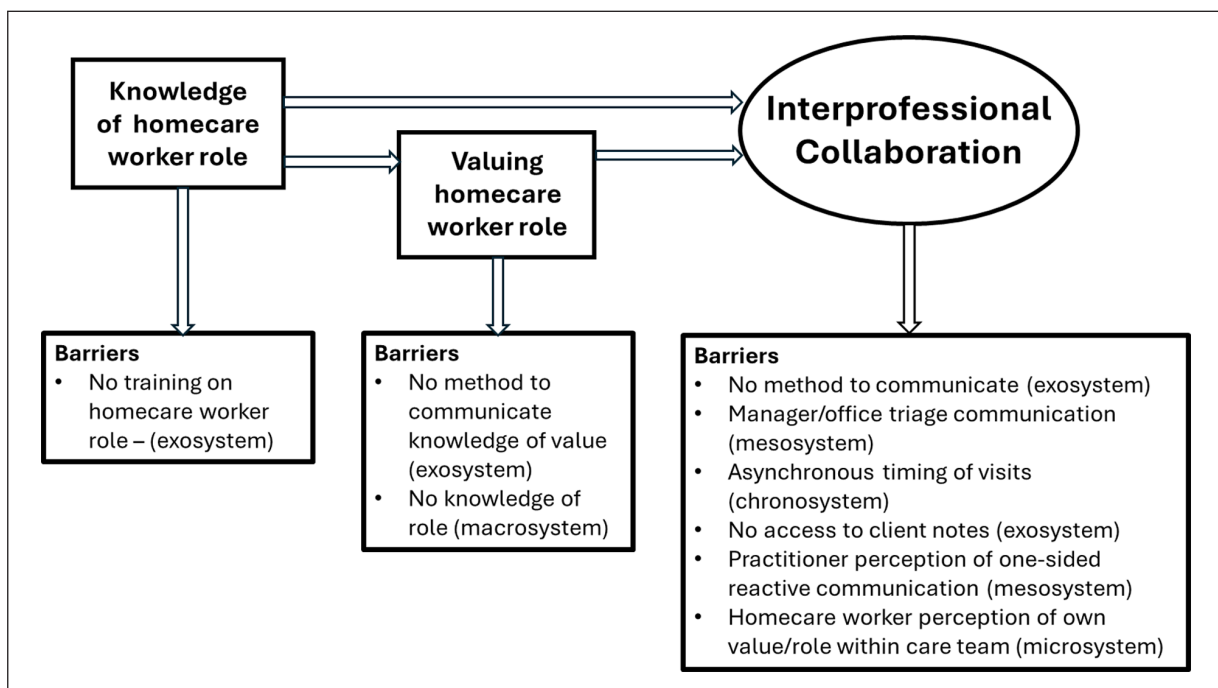 Knowledge
of homecare
worker role
Valuing
homecare
worker role
Interprofessional
Collaboration
Barriers
• No training on
homecare worker
role – (exosystem)
Barriers
• No method to
communicate
knowledge of value
(exosystem)
• No knowledge of
role (macrosystem)
Barriers
• No method to communicate (exosystem)
• Manager/office triage communication
(mesosystem)
• Asynchronous timing of visits
(chronosystem)
• No access to client notes (exosystem)
• Practitioner perception of one-sided
reactive communication (mesosystem)
• Homecare worker perception of own
value/role within care team (microsystem)